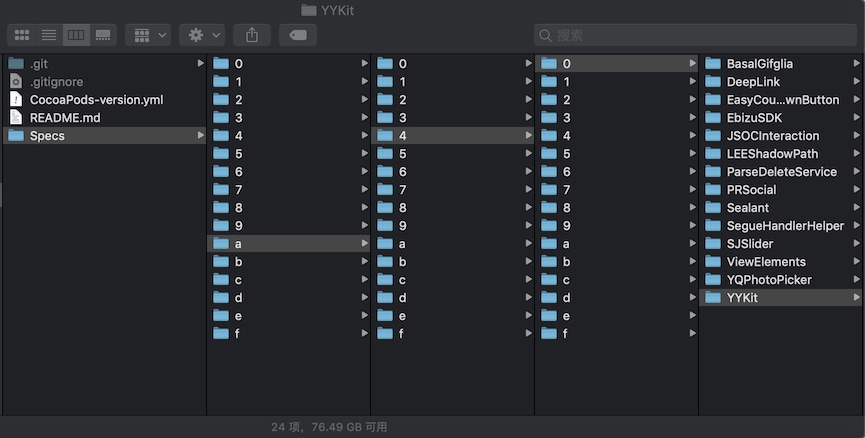 YYKit
搜索
.git
.gitignore
CocoaPods-version.yml
README.md
Specs
0
1
2
3
4
5
6
7
8
9
a
b
c
d
e
f
0
1
2
3
4
5
6
7
8
9
a
b
c
d
e
f
0
1
2
3
4
5
6
7
8
9
a
b
c
d
e
f
BasalGifglia
DeepLink
EasyCou...wnButton
EbizuSDK
JSOCInteraction
LEEShadowPath
ParseDeleteService
PRSocial
Sealant
SegueHandlerHelper
SJSlider
ViewElements
YQPhotoPicker
YYKit
24 项，76.49 GB 可用